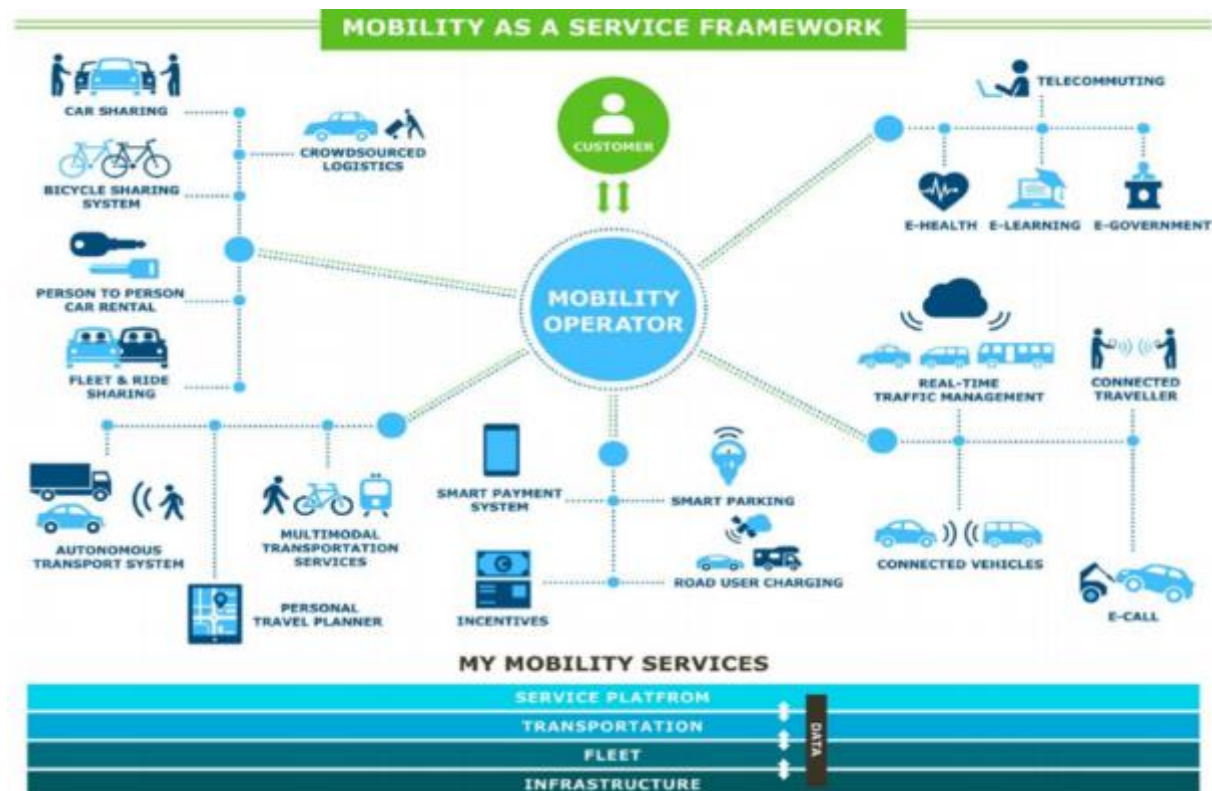 MOBILITY AS A SERVICE FRAMEWORK
CAR SHARING
CROWDSOURCED
LOGISTICS
BICYCLE SHARING
SYSTEM
PERSON TO PERSON
CAR RENTAL
FLEET & RIDE
SHARING
CUSTOMER
MOBILITY
OPERATOR
TELECOMMUTING
E-HEALTH
E-LEARNING
E-GOVERNMENT
REAL-TIME
TRAFFIC MANAGEMENT
CONNECTED
TRAVELLER
CONNECTED VEHICLES
E-CALL
AUTONOMOUS
TRANSPORT SYSTEM
MULTIMODAL
TRANSPORTATION
SERVICES
PERSONAL
TRAVEL PLANNER
SMART PAYMENT
SYSTEM
SMART PARKING
INCENTIVES
ROAD USER CHARGING
MY MOBILITY SERVICES
SERVICE PLATFROM
TRANSPORTATION
FLEET
INFRASTRUCTURE
DATA